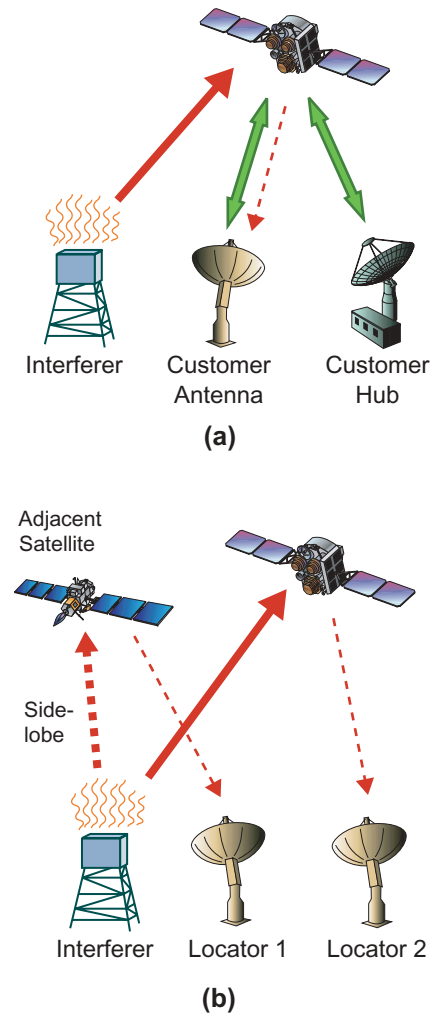 Interferer
Customer
Antenna
Customer
Hub
(a)
Adjacent
Satellite
Side-
lobe
Interferer
Locator 1
Locator 2
(b)